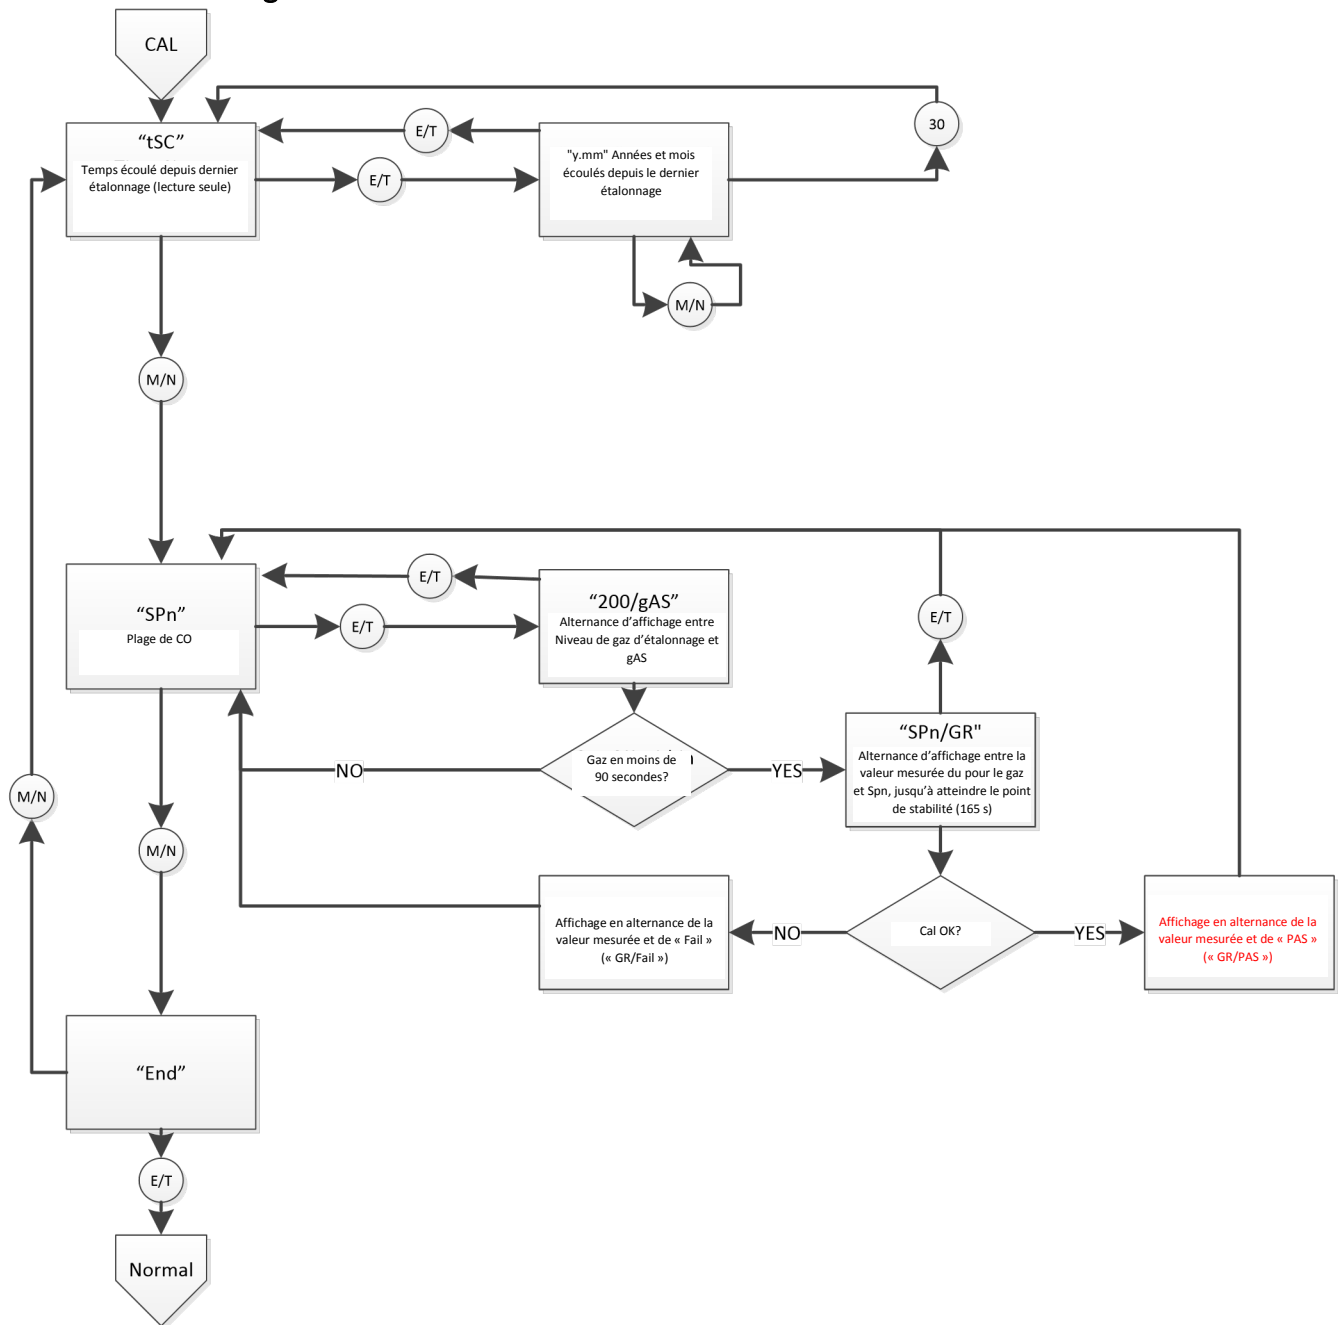 CAL
“tSC”
Temps écoulé depuis dernier
étalonnage (lecture seule)
E/T
E/T
"y.mm" Années et mois
écoulés depuis le dernier
étalonnage
30
M/N
M/N
“SPn”
Plage de CO
E/T
E/T
“200/gAS”
Alternance d’affichage entre
Niveau de gaz d’étalonnage et
gAS
E/T
Gaz en moins de
90 secondes?
NO
YES
“SPn/GR"
Alternance d’affichage entre la
valeur mesurée du pour le gaz
et Spn, jusqu’à atteindre le point
de stabilité (165 s)
M/N
M/N
Affichage en alternance de la
valeur mesurée et de « Fail »
(« GR/Fail »)
NO
Cal OK?
YES
Affichage en alternance de la
valeur mesurée et de « PAS »
(« GR/PAS »)
“End”
E/T
Normal